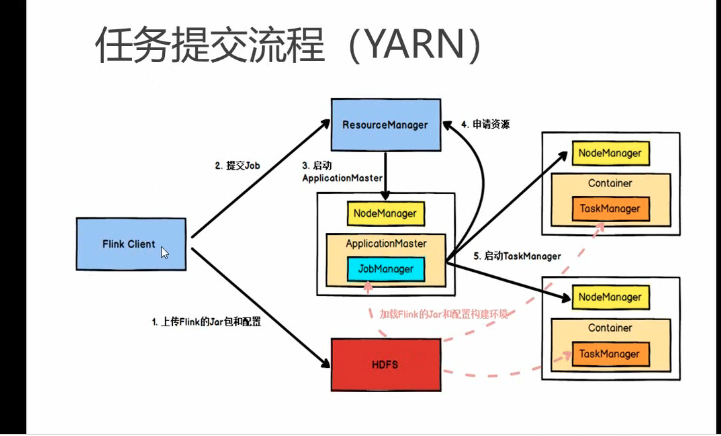 任务提交流程（YARN）
ResourceManager
4. 申请资源
2. 提交Job
3. 启动
ApplicationMaster
NodeManager
Container
TaskManager
NodeManager
Flink Client
ApplicationMaster
JobManager
5. 启动TaskManager
NodeManager
Container
TaskManager
1. 上传Flink的Jar包和配置
加载Flink的Jar和配置构建环境
HDFS